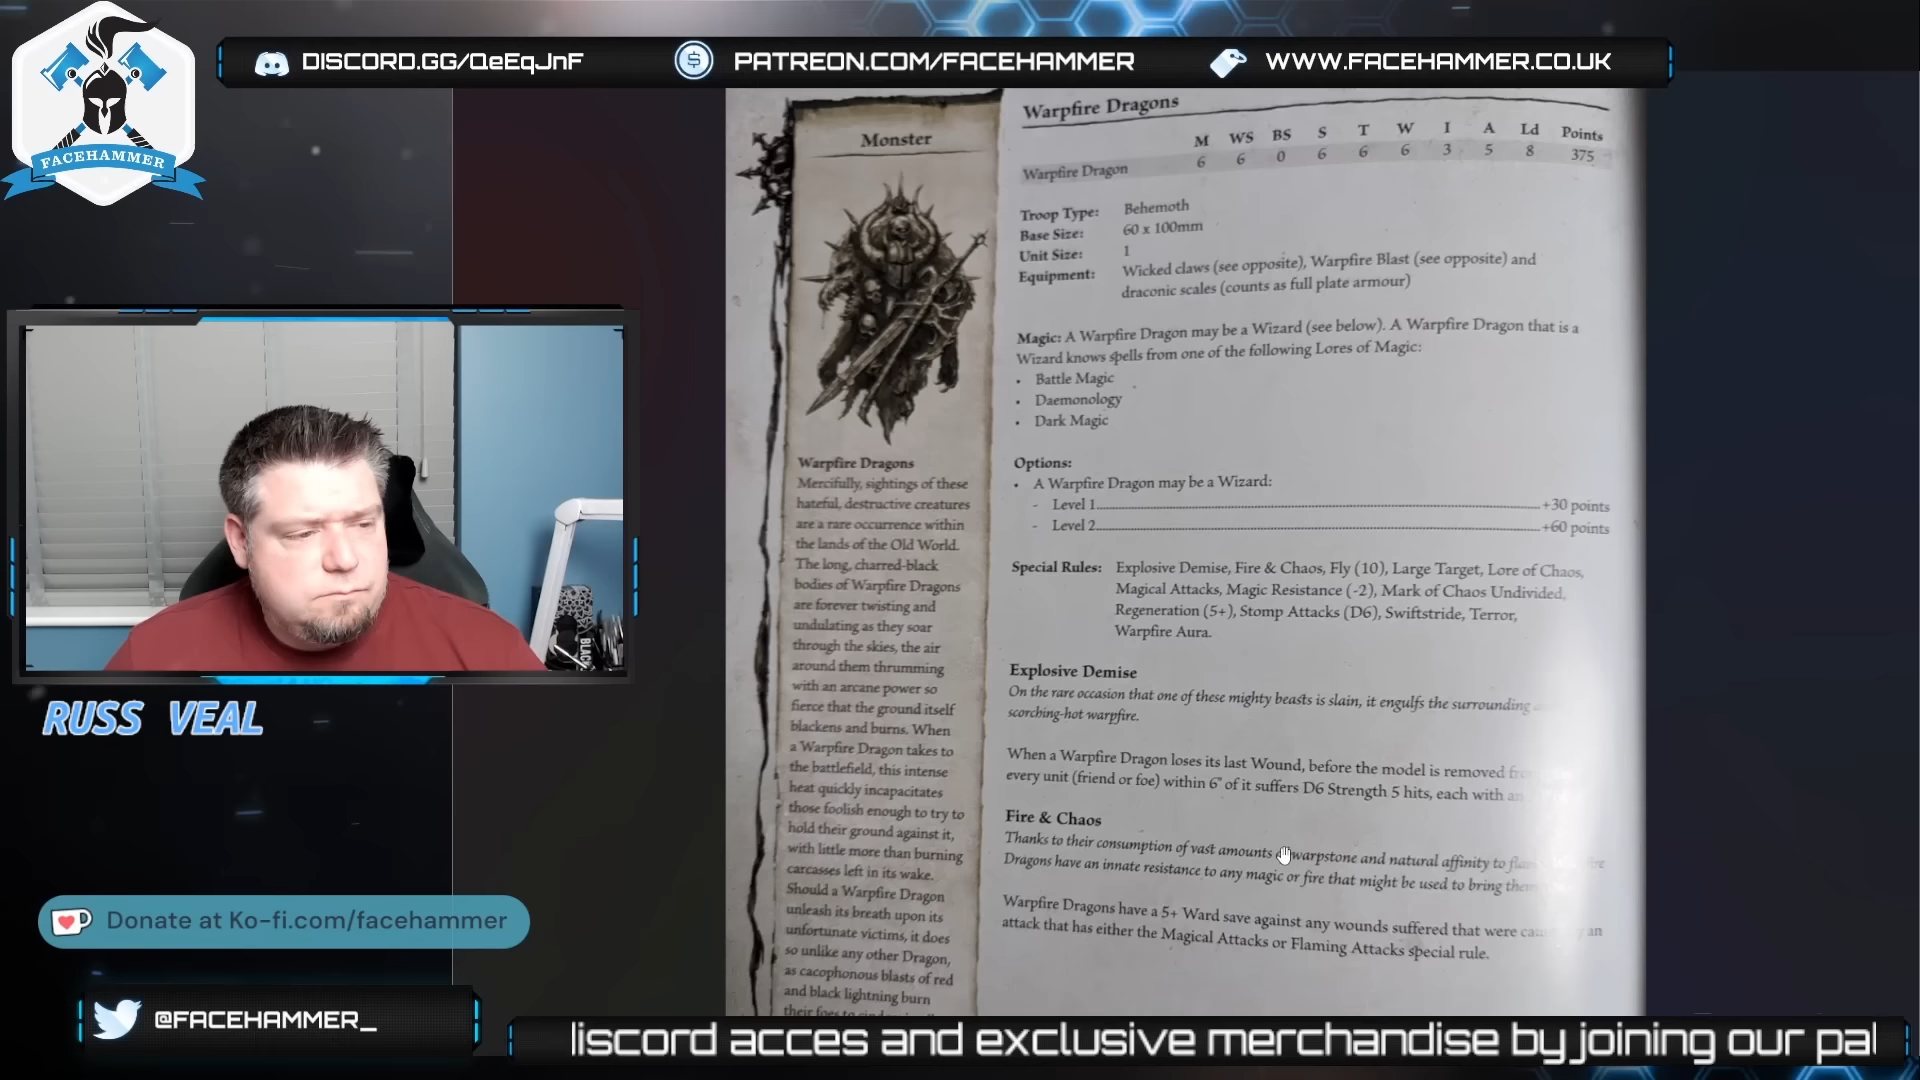 DISCORD.GG/QeEqJnF
PATREON.COM/FACEHAMMER
WWW.FACEHAMMER.CO.UK
FACEHAMMER
Monster
Warpfire Dragons
Mercifully, sightings of these
hateful, destructive creatures
are a rare occurrence within
the lands of the Old World.
The long, charred-black
bodies of Warpfire Dragons
are forever twisting and
undulating as they soar
through the skies, the air
around them thrumming
with an arcane power so
fierce that the ground itself
blackens and burns. When
a Warpfire Dragon takes to
the battlefield, this intense
heat quickly incapacitates
those foolish enough to try to
hold their ground against it,
with little more than burning
carcasses left in its wake.
Should a Warpfire Dragon
unleash its breath upon its
unfortunate victims, it does
so unlike any other Dragon,
as cacophonous blasts of red
and black lightning burn
their foes to
Warpfire Dragons
M WS BS S T W I A Ld Points
Warpfire Dragon 6 6 0 6 6 6 3 5 8 375
Troop Type: Behemoth
Base Size: 60 x 100mm
Unit Size: 1
Equipment: Wicked claws (see opposite), Warpfire Blast (see opposite) and
draconic scales (counts as full plate armour)
Magic: A Warpfire Dragon may be a Wizard (see below). A Warpfire Dragon that is a
Wizard knows spells from one of the following Lores of Magic:
• Battle Magic
• Daemonology
• Dark Magic
Options:
• A Warpfire Dragon may be a Wizard:
- Level 1 +30 points
- Level 2 +60 points
Special Rules: Explosive Demise, Fire & Chaos, Fly (10), Large Target, Lore of Chaos,
Magical Attacks, Magic Resistance (-2), Mark of Chaos Undivided,
Regeneration (5+), Stomp Attacks (D6), Swiftstride, Terror,
Warpfire Aura.
Explosive Demise
On the rare occasion that one of these mighty beasts is slain, it engulfs the surrounding
scorching-hot warpfire.
When a Warpfire Dragon loses its last Wound, before the model is removed
every unit (friend or foe) within 6" of it suffers D6 Strength 5 hits, each with an
Fire & Chaos
Thanks to their consumption of vast amounts warpstone and natural affinity to
Dragons have an innate resistance to any magic or fire that might be used to bring
Warpfire Dragons have a 5+ Ward save against any wounds suffered that were an
attack that has either the Magical Attacks or Flaming Attacks special rule.
BLACK
RUSS VEAL
Donate at Ko-fi.com/facehammer
@FACEHAMMER_
liscord acces and exclusive merchandise by joining our pa